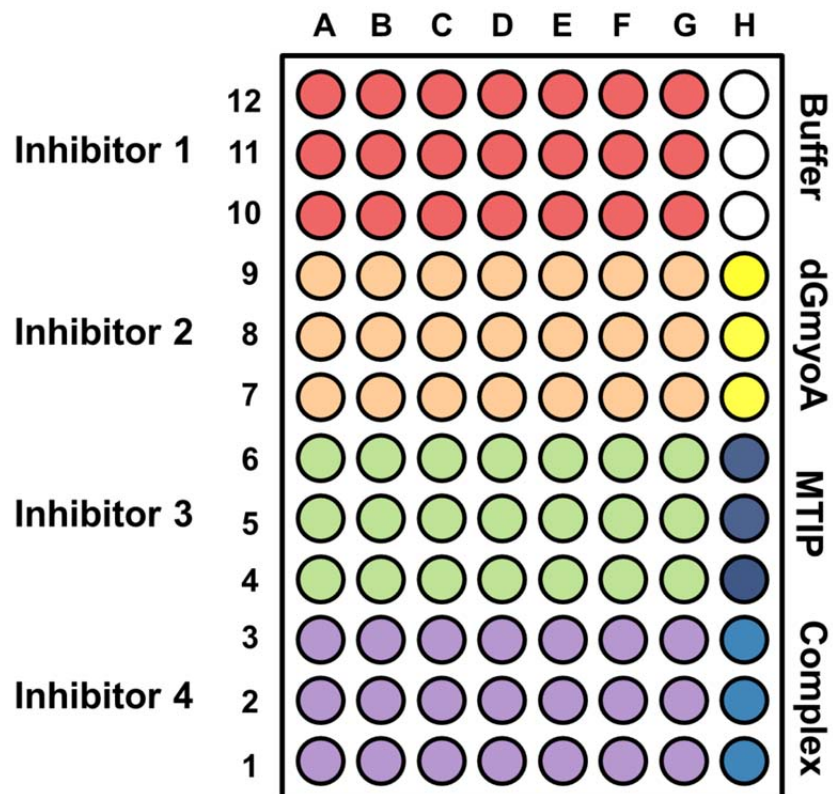 A B C D E F G H
12
Inhibitor 1 11
10
Buffer
9
Inhibitor 2 8
7
dGmyoA
6
Inhibitor 3 5
4
MTIP
3
Inhibitor 4 2
1
Complex